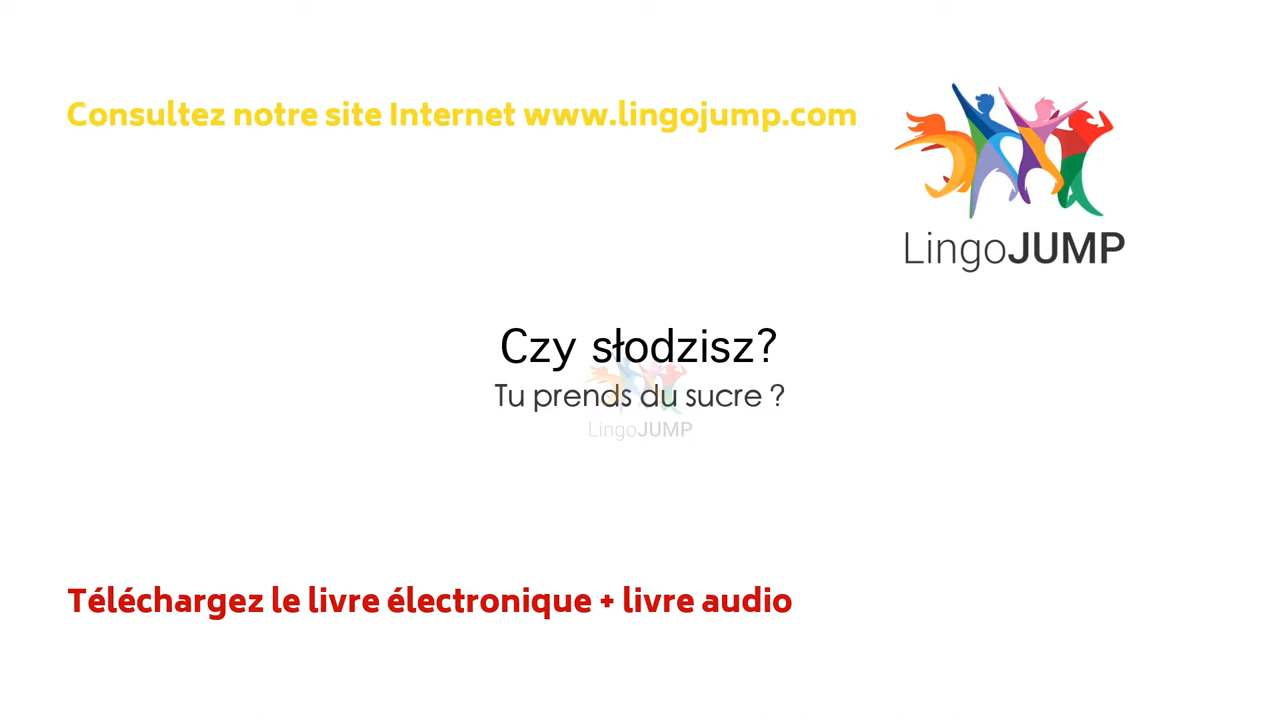 Consultez notre site Internet www.lingojump.com
LingoJUMP
Czy słodzisz?
Tu prends du sucre ?
LingoJUMP
Téléchargez le livre électronique + livre audio